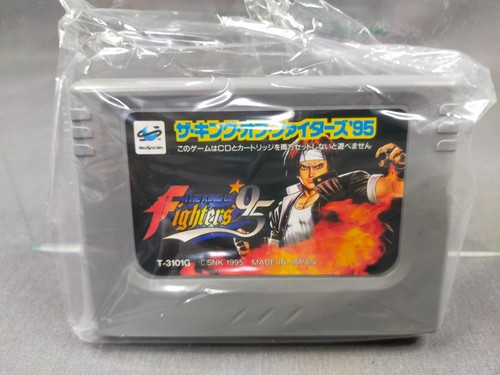 ザ・キング・オブ・ファイターズ'95
このゲームはCDとカートリッジを両方セットしないと遊べません
SEGA SATURN
THE KING OF
Fighters 95
T-3101G ©SNK 1995 MADE IN JAPAN